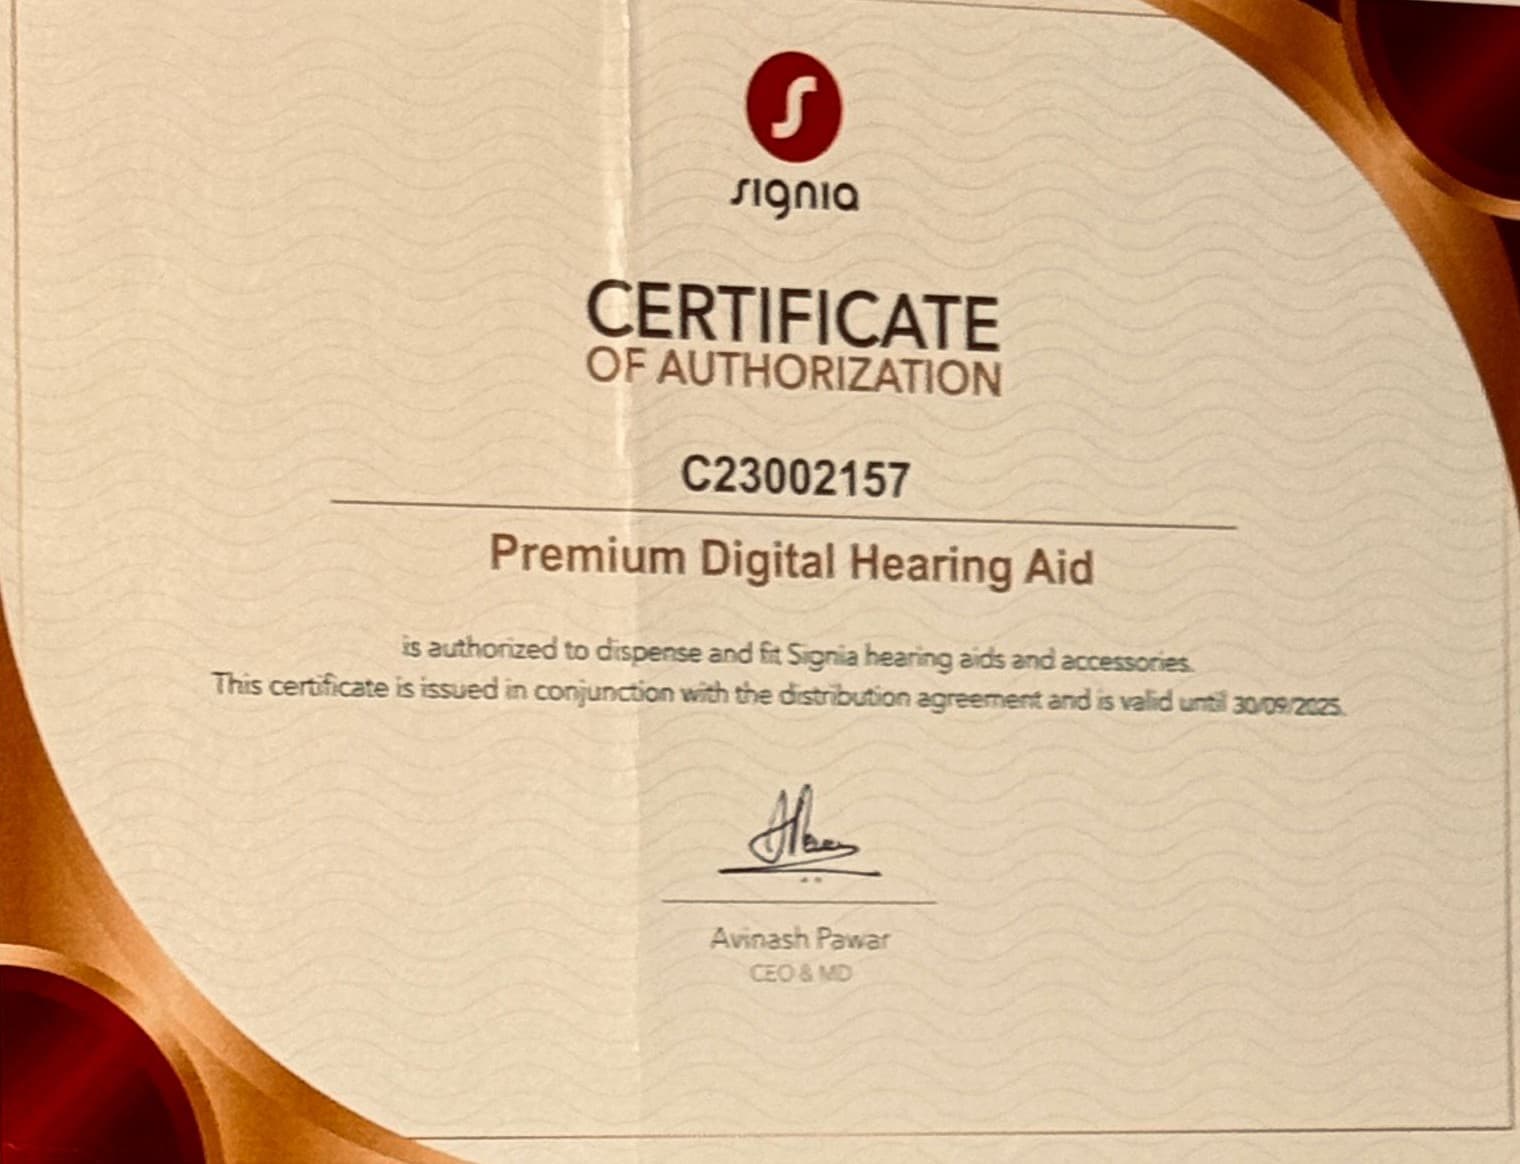 signia
CERTIFICATE
OF AUTHORIZATION
C23002157
Premium Digital Hearing Aid
is authorized to dispense and fit Signia hearing aids and accessories.
This certificate is issued in conjunction with the distribution agreement and is valid until 30/09/2025.
Avinash Pawar
CEO & MD